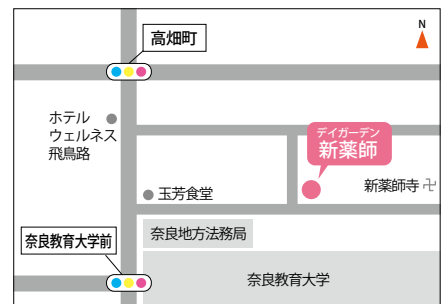 高畑町
N
ホテル
ウェルネス
飛鳥路
デイガーデン
新薬師
玉芳食堂
新薬師寺 卍
奈良教育大学前
奈良地方法務局
奈良教育大学